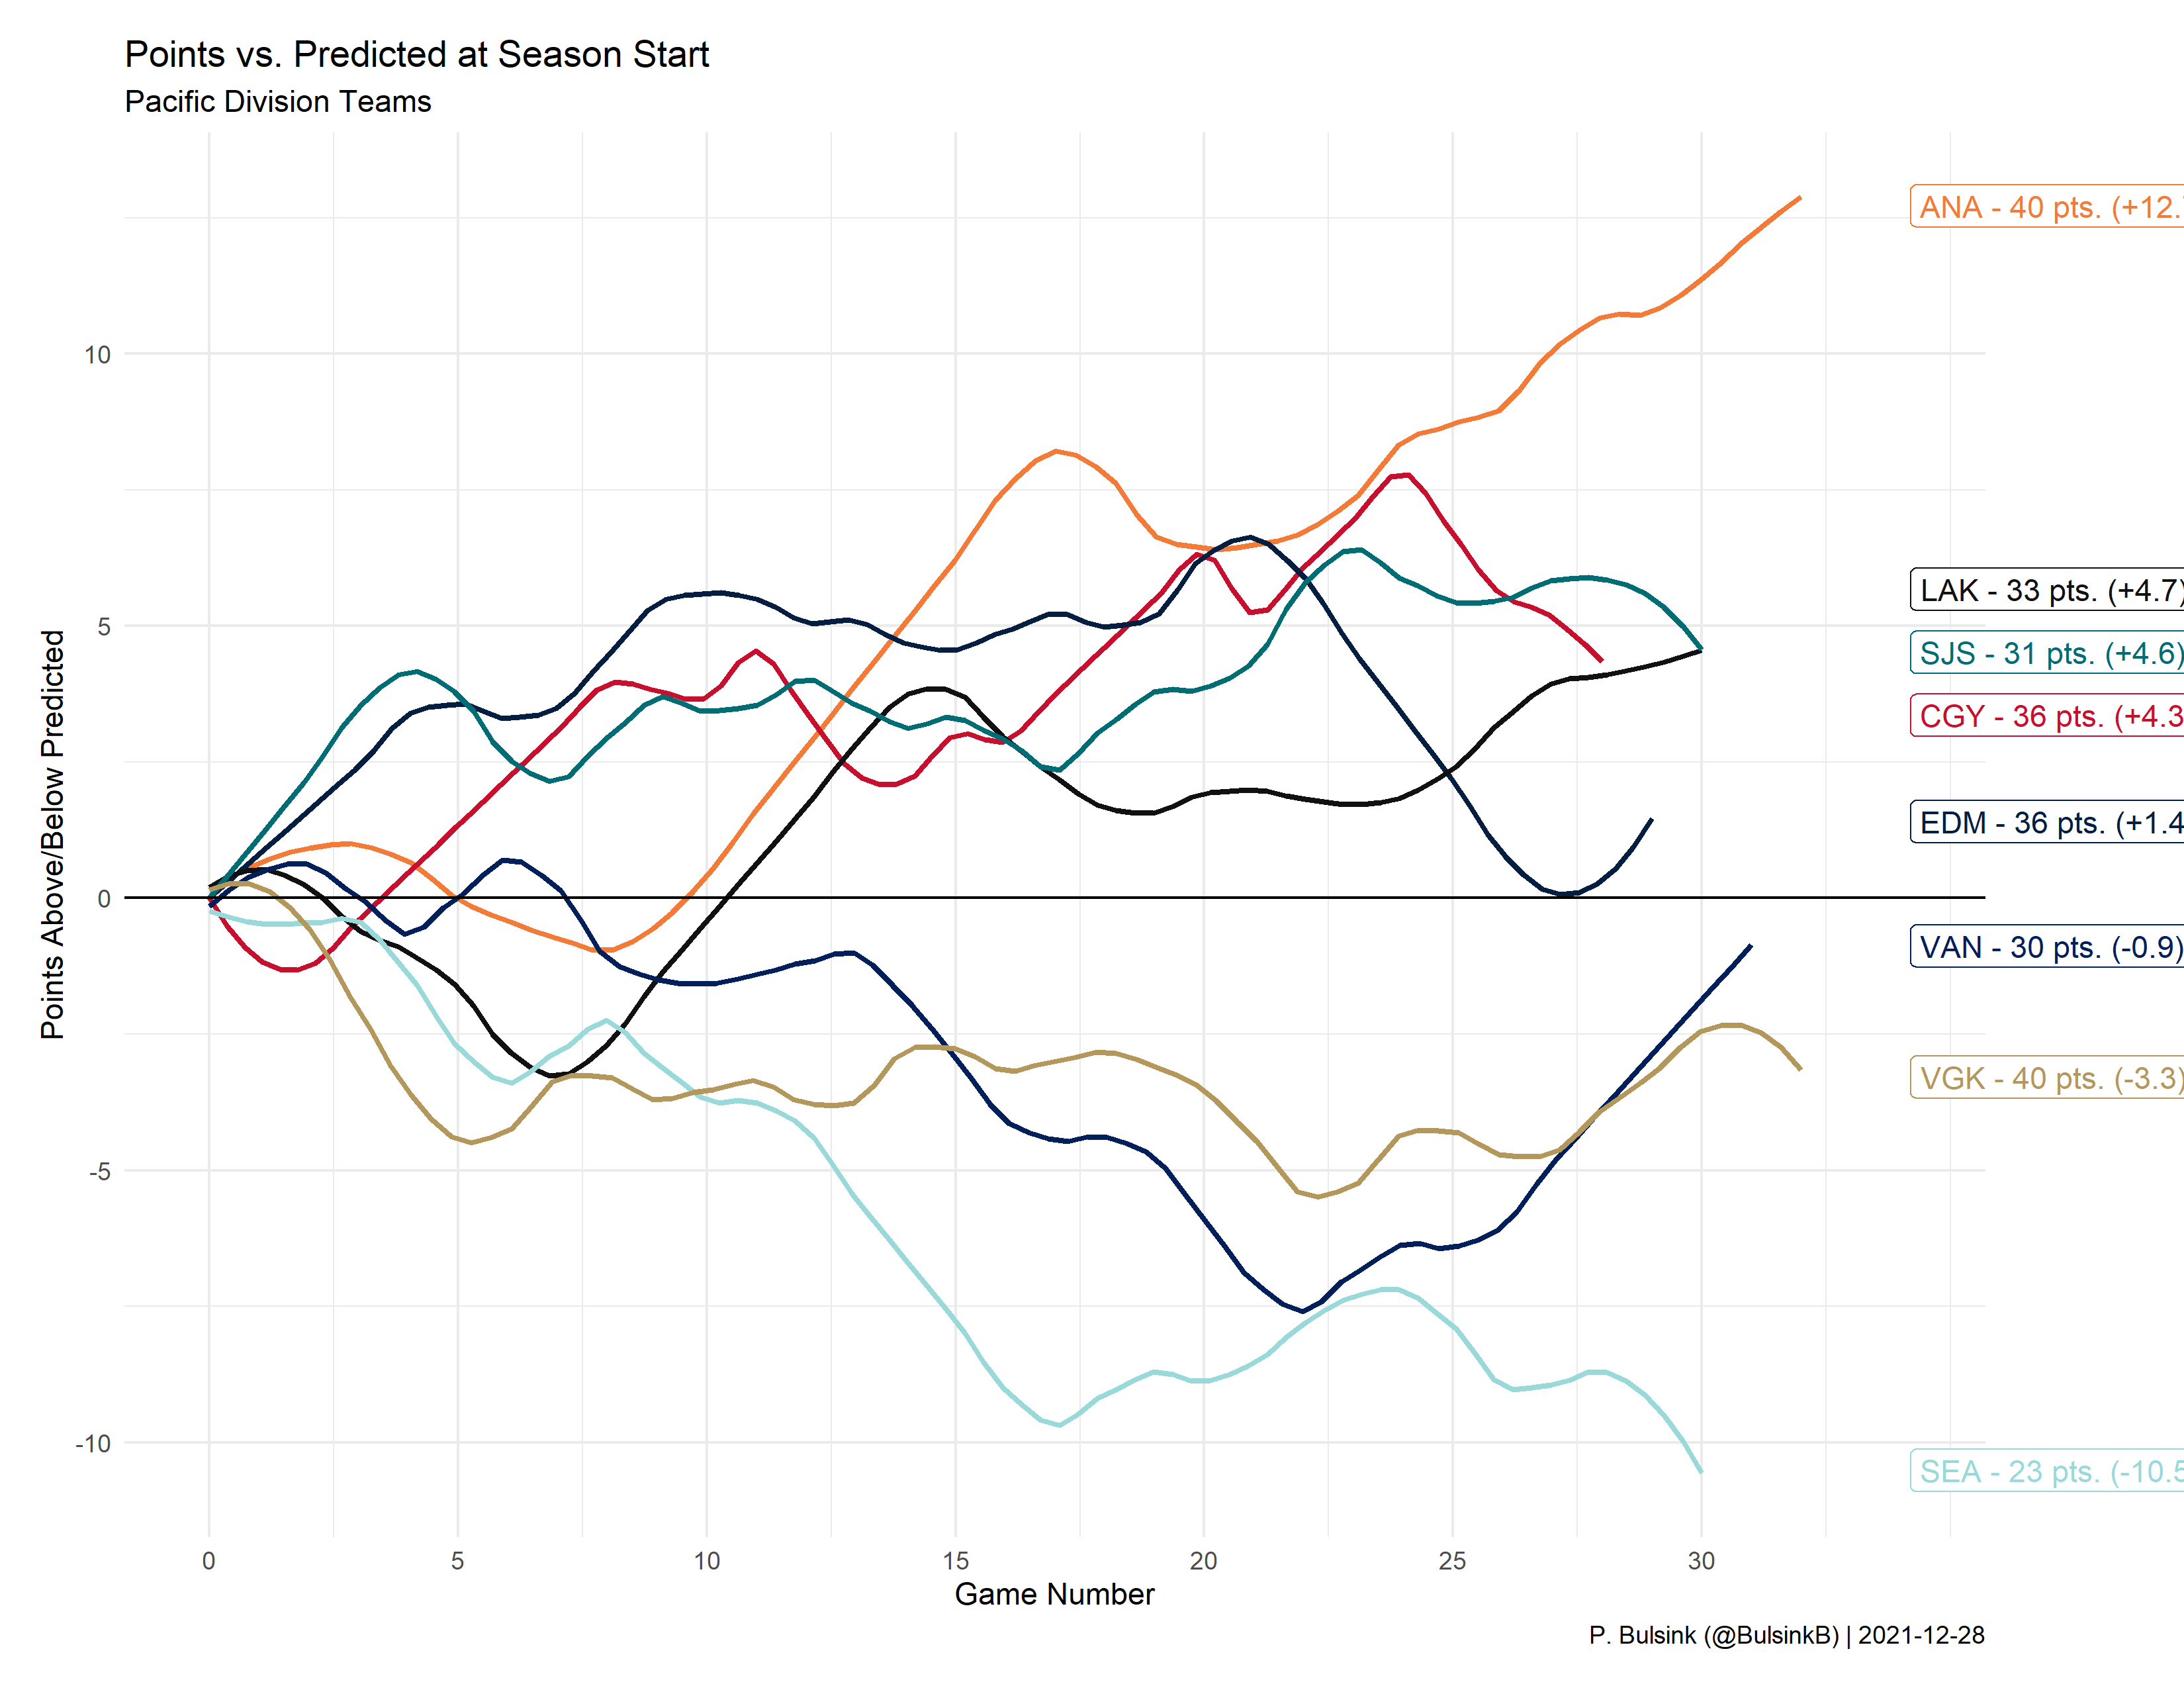 Points vs. Predicted at Season Start
Pacific Division Teams
Points Above/Below Predicted
10
5
0
-5
-10
ANA - 40 pts. (+12.
LAK - 33 pts. (+4.7)
SJS - 31 pts. (+4.6)
CGY - 36 pts. (+4.3
EDM - 36 pts. (+1.4
VAN - 30 pts. (-0.9)
VGK - 40 pts. (-3.3)
SEA - 23 pts. (-10.5
0 5 10 15 20 25 30
Game Number
P. Bulsink (@BulsinkB) | 2021-12-28